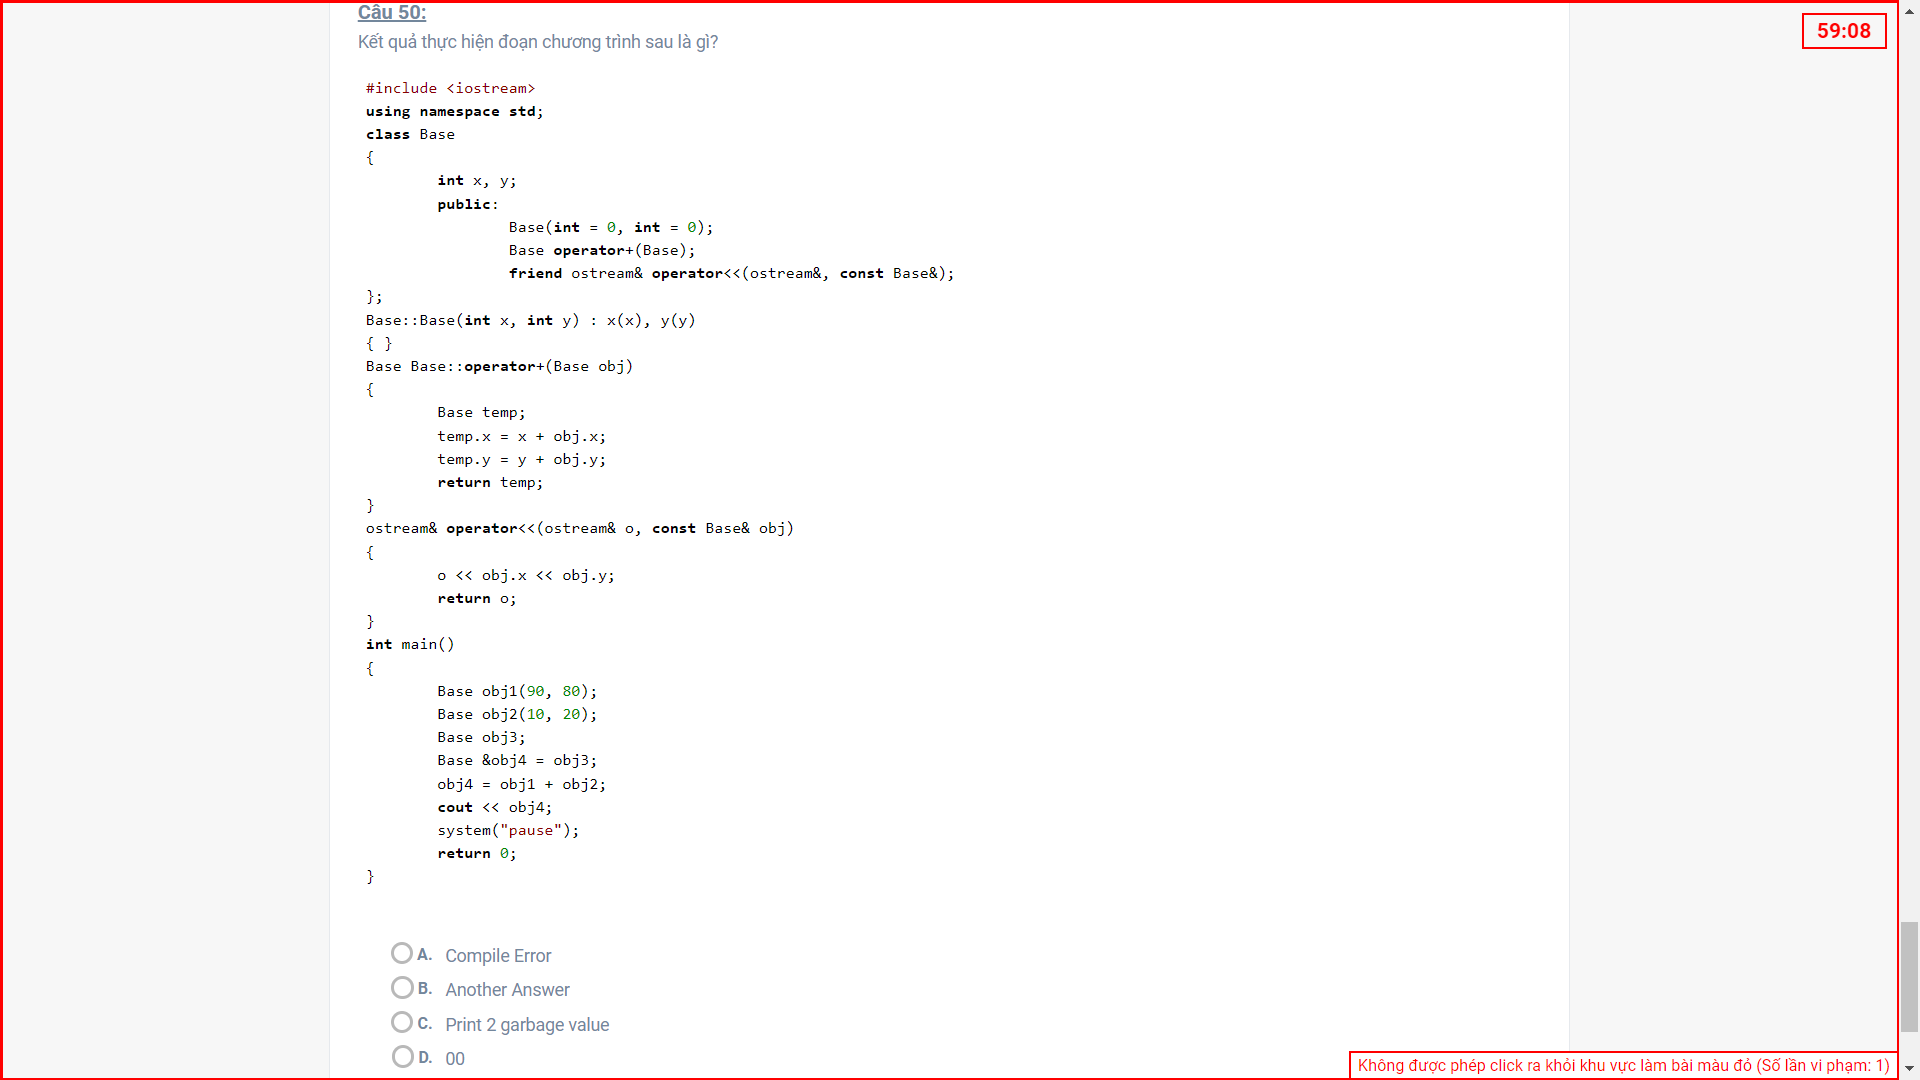 Câu 50:
59:08
Kết quả thực hiện đoạn chương trình sau là gì?
#include <iostream>
using namespace std;
class Base
{
int x, y;
public:
Base(int = 0, int = 0);
Base operator+(Base);
friend ostream& operator<<(ostream&, const Base&);
};
Base::Base(int x, int y) : x(x), y(y)
{ }
Base Base::operator+(Base obj)
{
Base temp;
temp.x = x + obj.x;
temp.y = y + obj.y;
return temp;
}
ostream& operator<<(ostream& o, const Base& obj)
{
o << obj.x << obj.y;
return o;
}
int main()
{
Base obj1(90, 80);
Base obj2(10, 20);
Base obj3;
Base &obj4 = obj3;
obj4 = obj1 + obj2;
cout << obj4;
system("pause");
return 0;
}
A. Compile Error
B. Another Answer
C. Print 2 garbage value
D. 00
Không được phép click ra khỏi khu vực làm bài màu đỏ (Số lần vi phạm: 1)